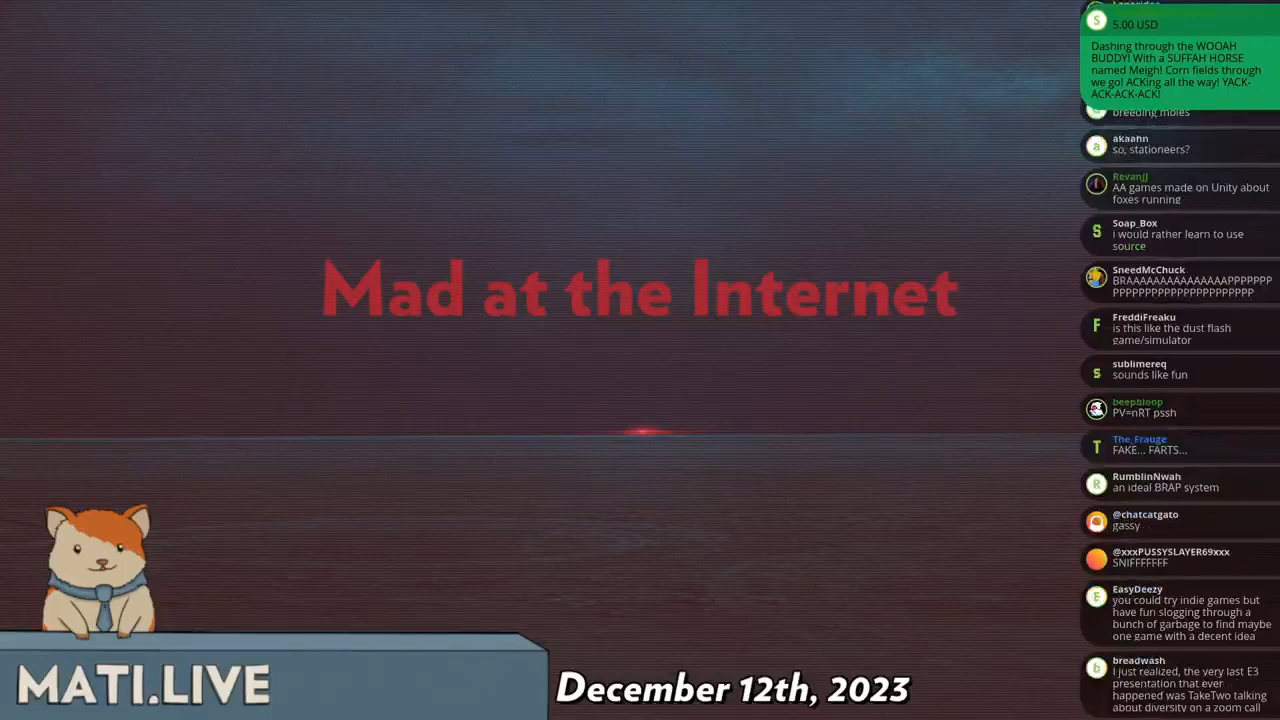 5.00 USD
Dashing through the WOOAH
BUDDY! With a SUFFAH HORSE
named Meigh! Corn fields through
we go! ACKing all the way! YACK-
ACK-ACK-ACK!
breeding moles
akaahn
so, stationeers?
RevanJJ
AA games made on Unity about
foxes running
Soap_Box
i would rather learn to use
source
SneedMcChuck
BRAAAAAAAAAAAAAAAPPPPPPP
PPPPPPPPPPPPPPPPPPPPPPP
FreddiFreaku
is this like the dust flash
game/simulator
sublimereq
sounds like fun
beepbloop
PV=nRT pssh
The_Frauge
FAKE... FARTS...
RumblinNwah
an ideal BRAP system
@chatcatgato
gassy
@xxxPUSSYSLAYER69xxx
SNIFFFFFFF
EasyDeezy
you could try indie games but
have fun slogging through a
bunch of garbage to find maybe
one game with a decent idea
breadwash
I just realized, the very last E3
presentation that ever
happened was TakeTwo talking
about diversity on a zoom call
Mad at the Internet
MATI.LIVE
December 12th, 2023